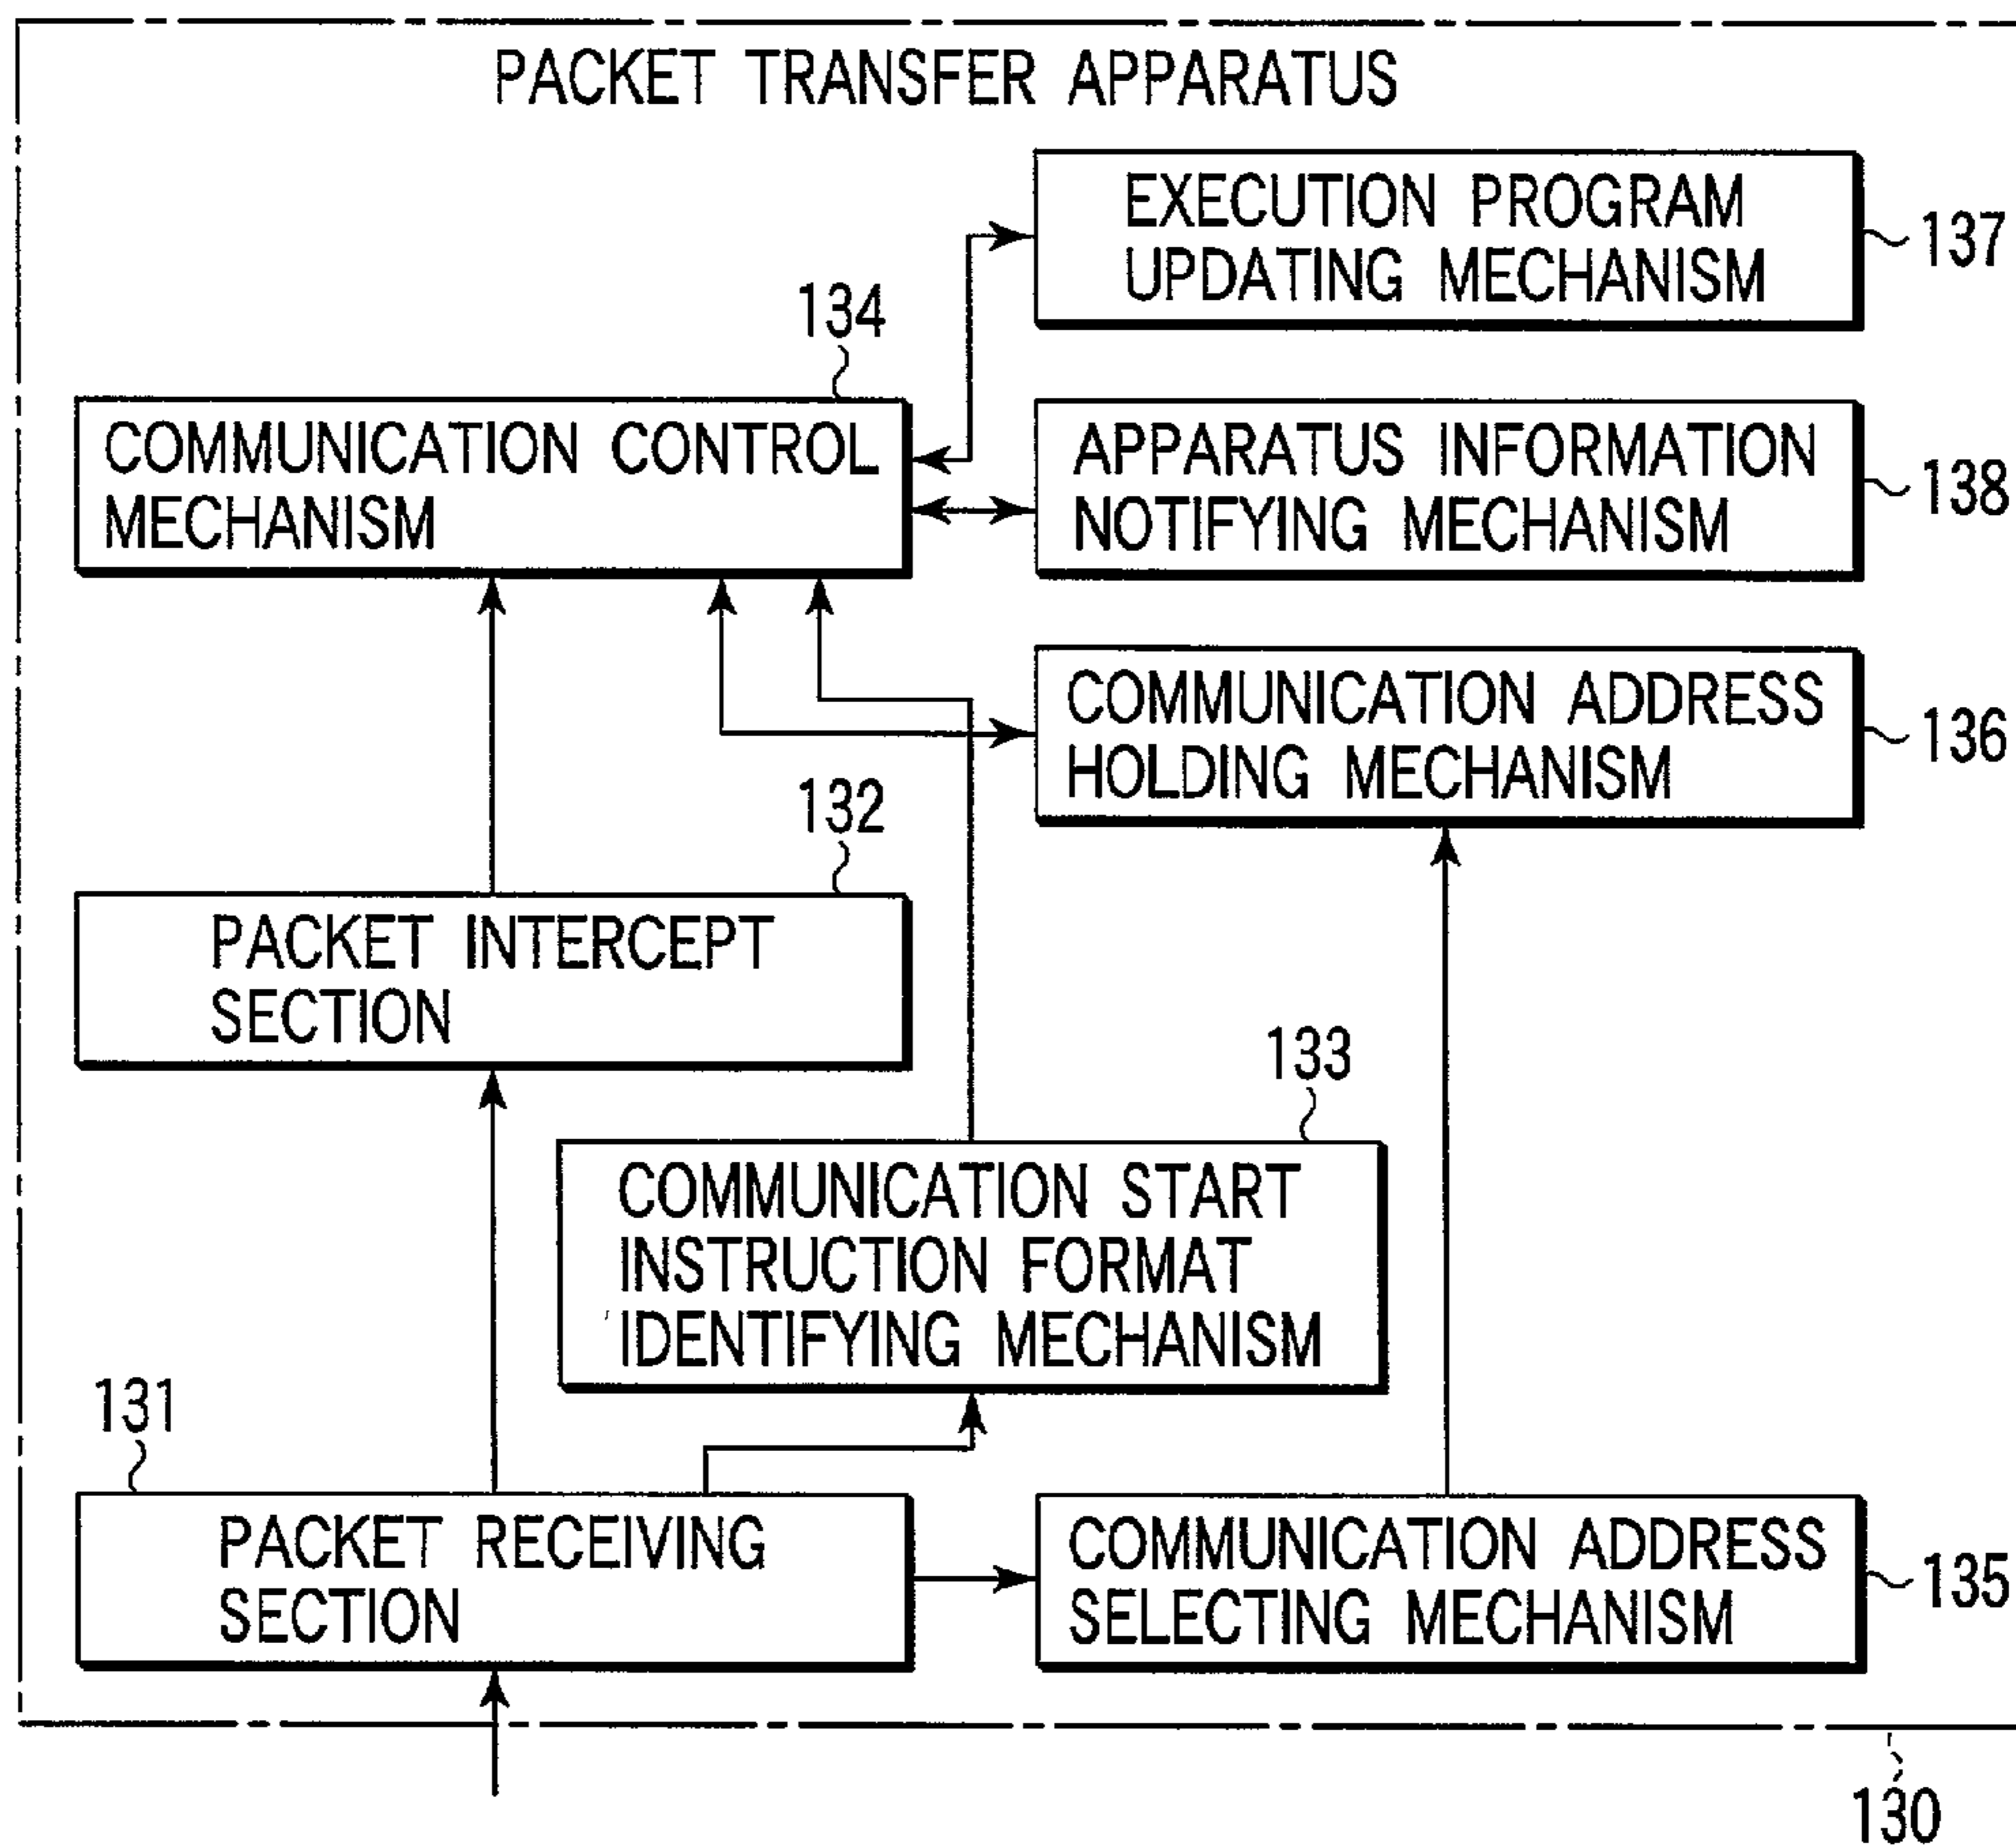 PACKET TRANSFER APPARATUS
EXECUTION PROGRAM
UPDATING MECHANISM
137
134
COMMUNICATION CONTROL
MECHANISM
APPARATUS INFORMATION
NOTIFYING MECHANISM
138
COMMUNICATION ADDRESS
HOLDING MECHANISM
136
132
PACKET INTERCEPT
SECTION
133
COMMUNICATION START
INSTRUCTION FORMAT
IDENTIFYING MECHANISM
131
PACKET RECEIVING
SECTION
COMMUNICATION ADDRESS
SELECTING MECHANISM
135
130